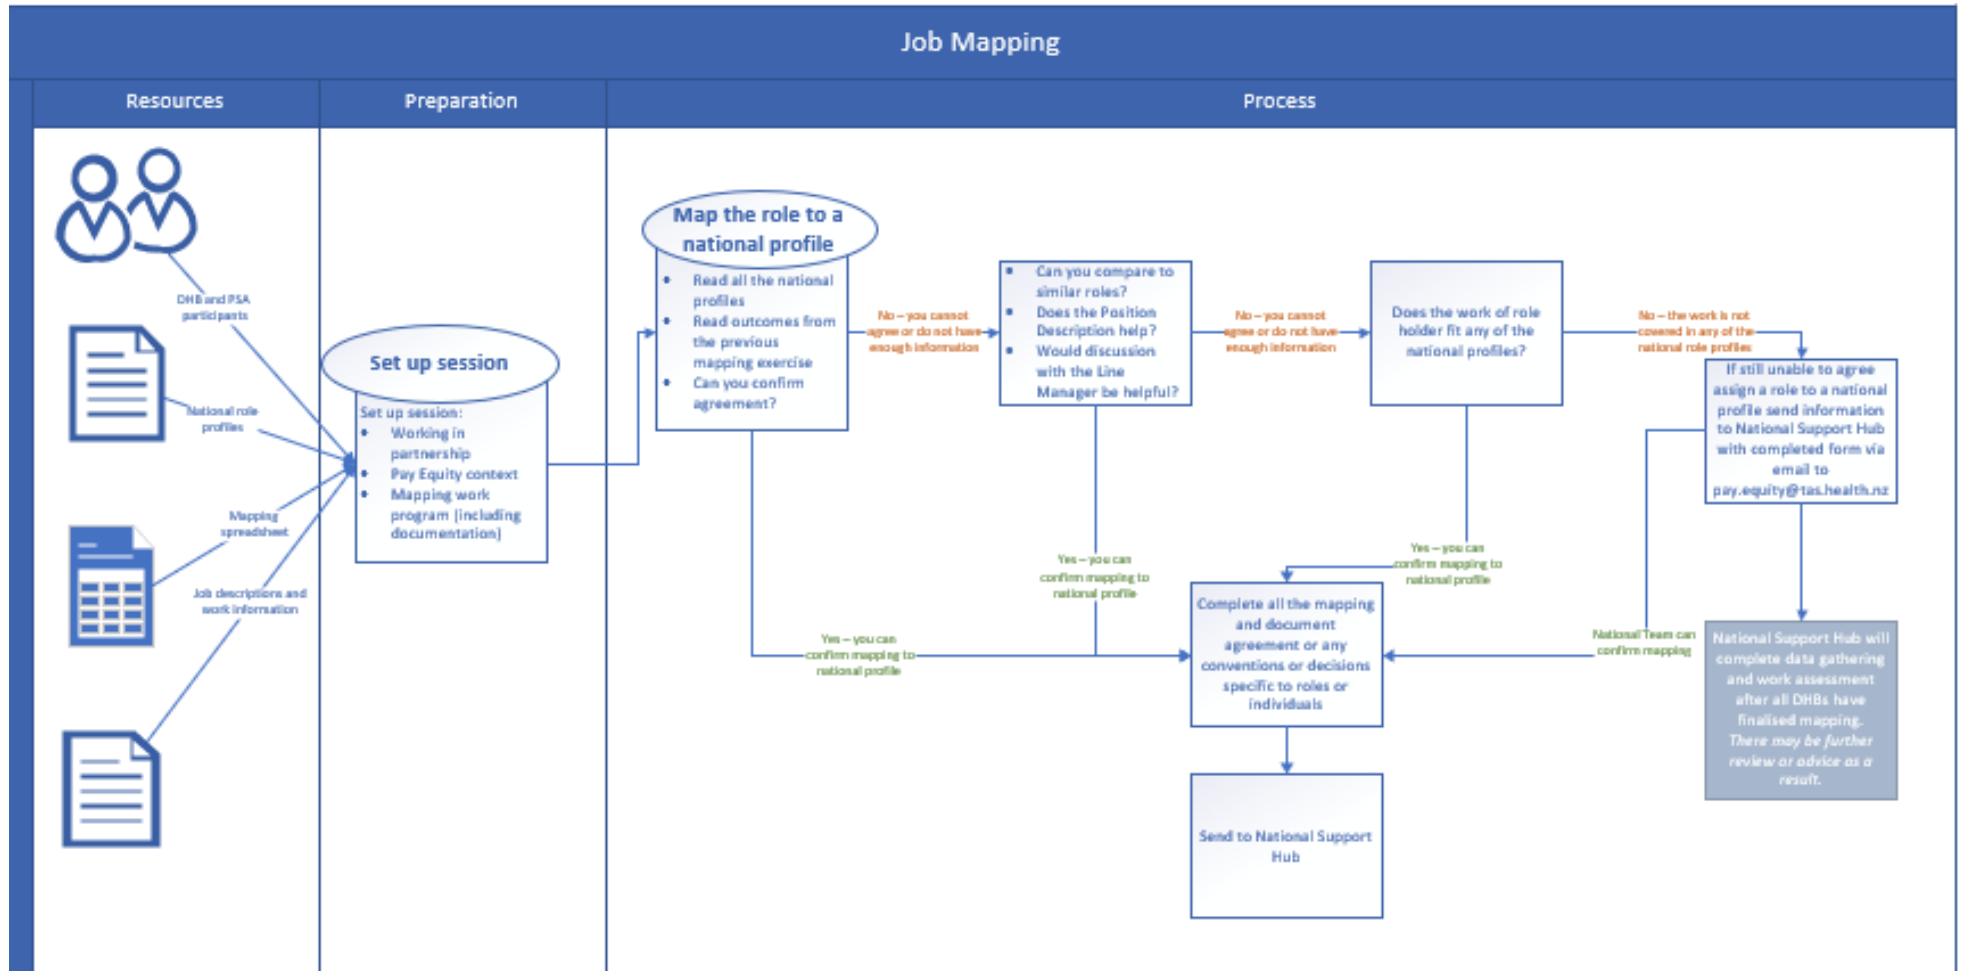 Job Mapping
Resources
Preparation
Process
DHB and PSA
participants
National role
profiles
Mapping
spreadsheet
Job descriptions and
work information
Set up session
Set up session:
• Working in
partnership
• Pay Equity context
• Mapping work
program (including
documentation)
Map the role to a
national profile
• Read all the national
profiles
• Read outcomes from
the previous
mapping exercise
• Can you confirm
agreement?
No – you cannot
agree or do not have
enough information
• Can you compare to
similar roles?
• Does the Position
Description help?
• Would discussion
with the Line
Manager be helpful?
No – you cannot
agree or do not have
enough information
Does the work of role
holder fit any of the
national profiles?
No – the work is not
covered in any of the
national role profiles
If still unable to agree
assign a role to a national
profile send information
to National Support Hub
with completed form via
email to
pay.equity@tas.health.nz
Yes – you can
confirm mapping to
national profile
Yes – you can
confirm mapping to
national profile
Yes – you can
confirm mapping to
national profile
National Team can
confirm mapping
Complete all the mapping
and document
agreement or any
conventions or decisions
specific to roles or
individuals
National Support Hub will
complete data gathering
and work assessment
after all DHBs have
finalised mapping.
There may be further
review or advice as a
result.
Send to National Support
Hub